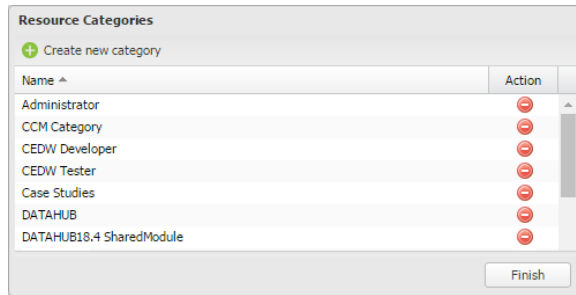 Resource Categories
Create new category
Name Action
Administrator
CCM Category
CEDW Developer
CEDW Tester
Case Studies
DATAHUB
DATAHUB18.4 SharedModule
Finish